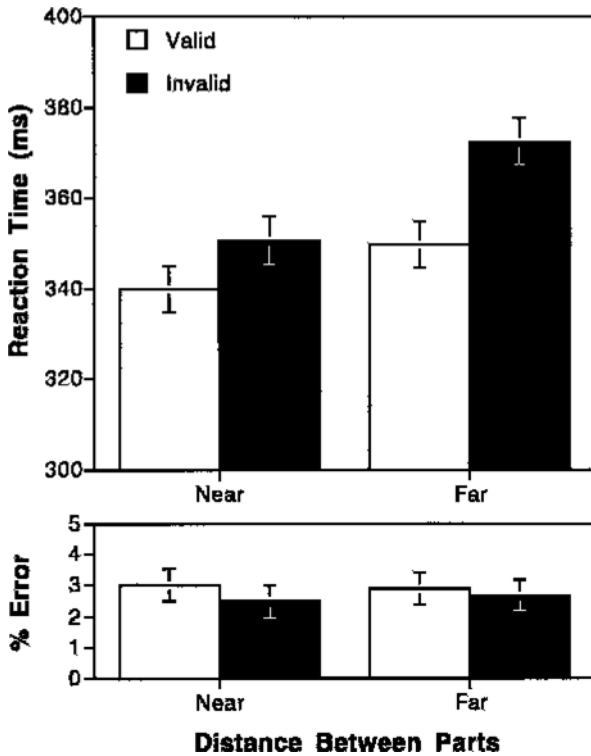 Reaction Time (ms)
400
380
360
340
320
300
Valid
Invalid
Near Far
% Error
5
4
3
2
1
0
Near Far
Distance Between Parts